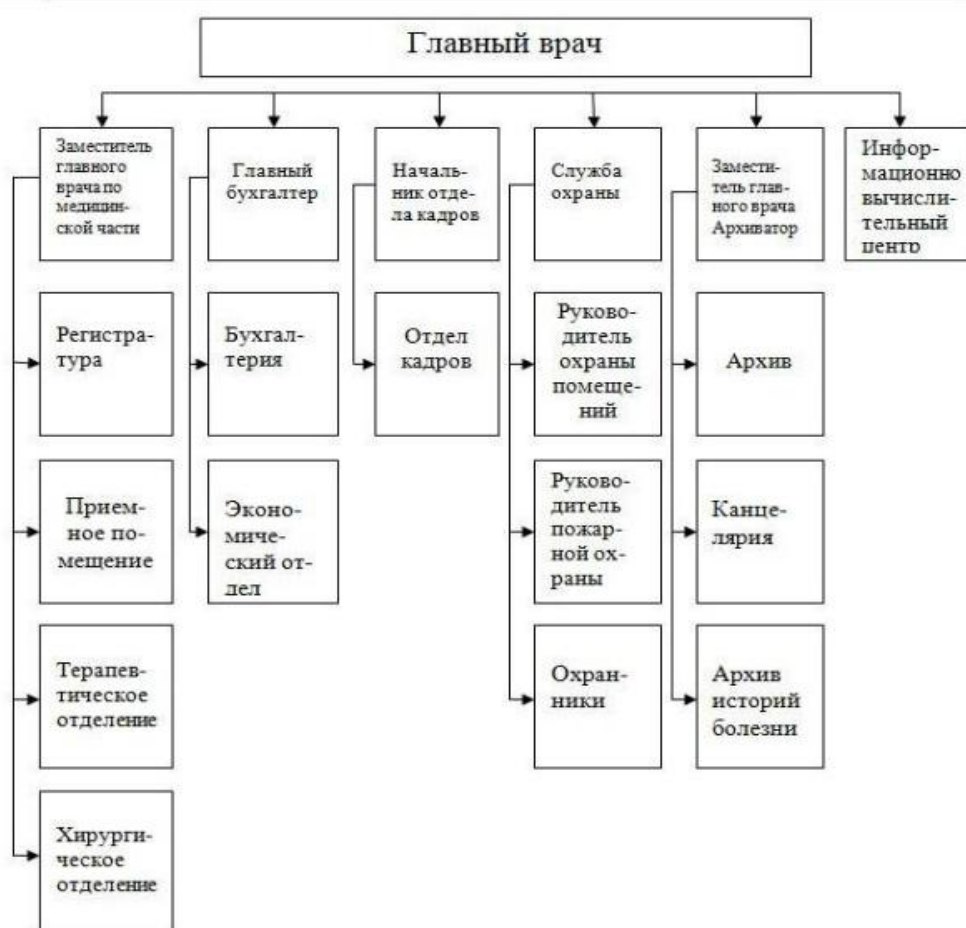 Главный врач
Заместитель
главного
врача по
медицин-
ской части
Главный
бухгалтер
Началь-
ник отде-
ла кадров
Служба
охраны
Замести-
тель глав-
ного врача
Архиватор
Инфор-
мационно
вычисли-
тельный
центр
Регистра-
тура
Бухгал-
терия
Отдел
кадров
Руково-
дитель
охраны
помеще-
ний
Архив
Прием-
ное по-
мещение
Эконо-
миче-
ский от-
дел
Руково-
дитель
пожар-
ной ох-
раны
Канце-
лярия
Терапев-
тическое
отделение
Охран-
ники
Архив
историй
болезни
Хирурги-
ческое
отделение